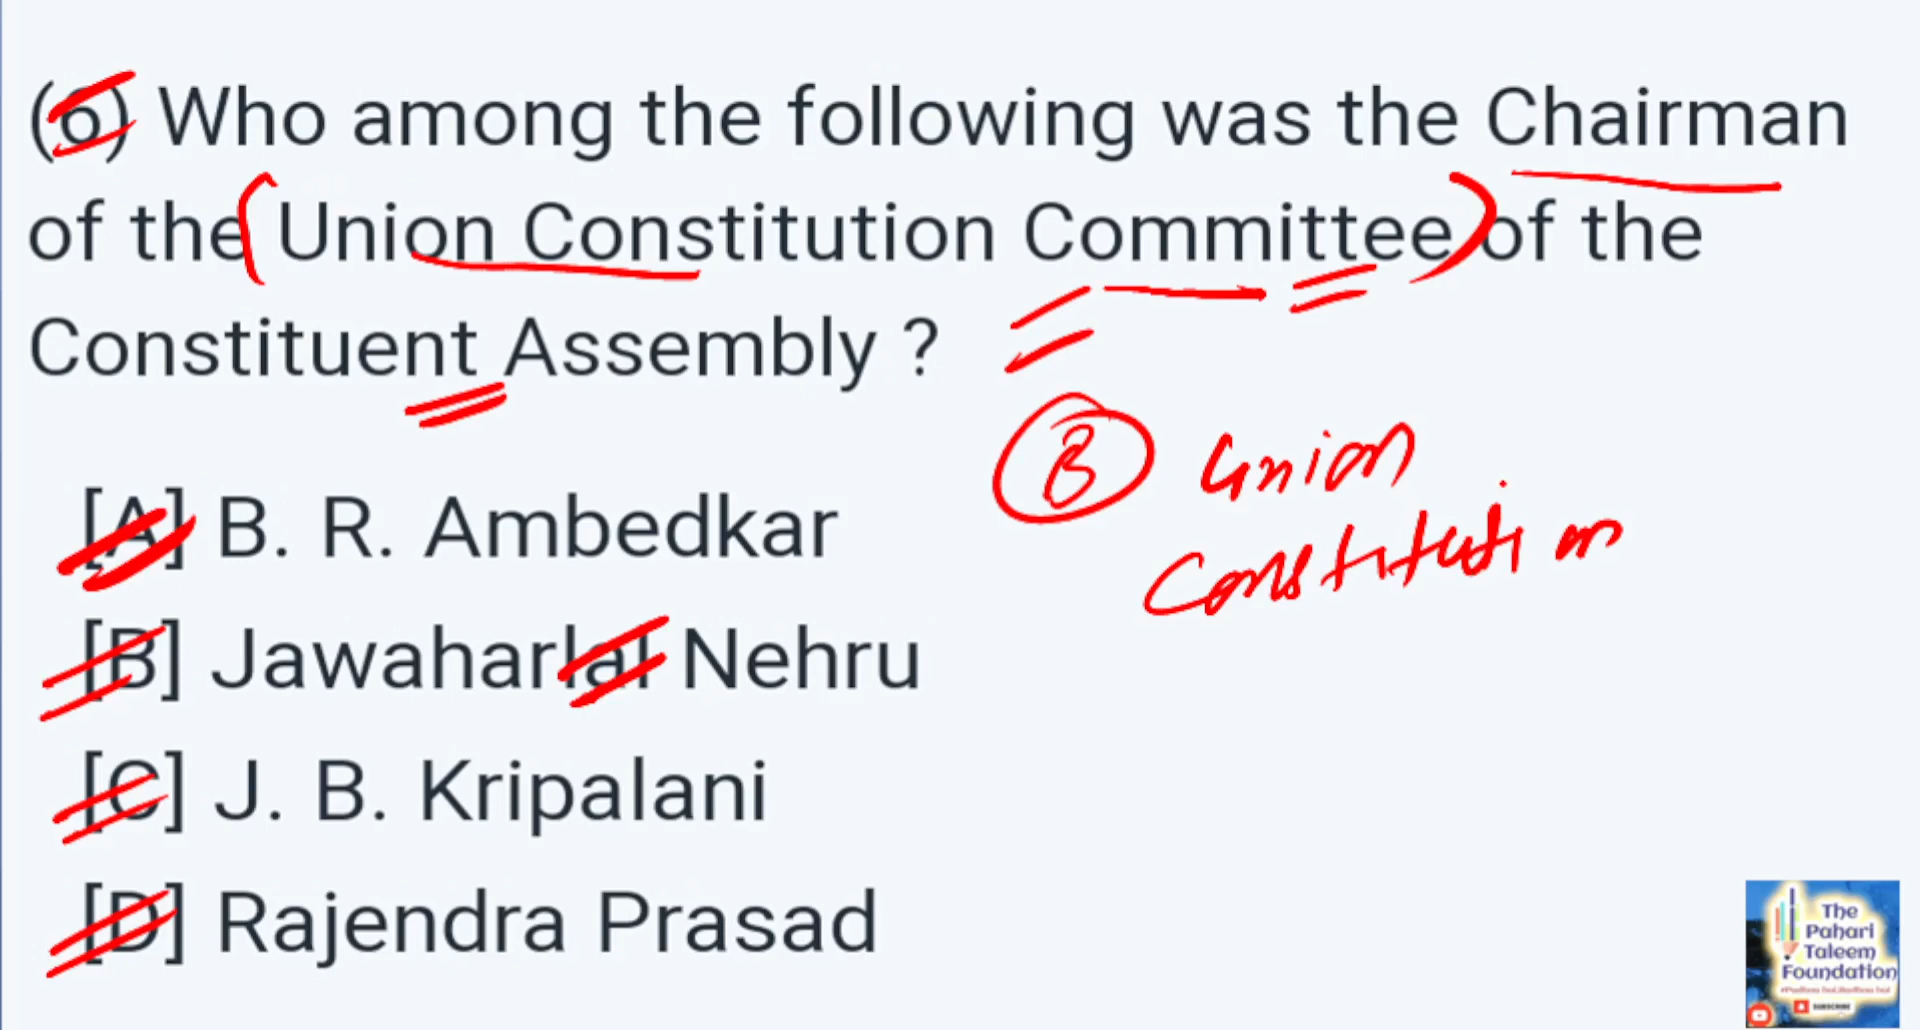 (6) Who among the following was the Chairman
of the Union Constitution Committee of the
Constituent Assembly ?
B Union
Constitution
[A] B. R. Ambedkar
[B] Jawaharlal Nehru
[C] J. B. Kripalani
[D] Rajendra Prasad
The
Pahari
Taleem
Foundation
SUBSCRIBE